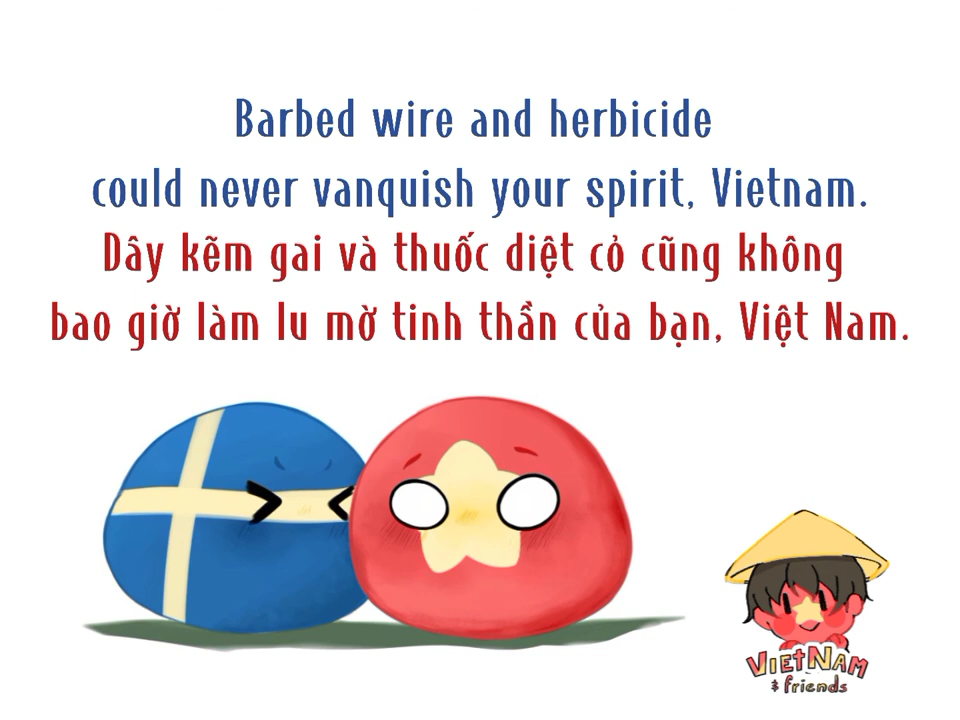 Barbed wire and herbicide
could never vanquish your spirit, Vietnam.
Dây kẽm gai và thuốc diệt cỏ cũng không
bao giờ làm lu mờ tinh thần của bạn, Việt Nam.
VIETNAM
& friends